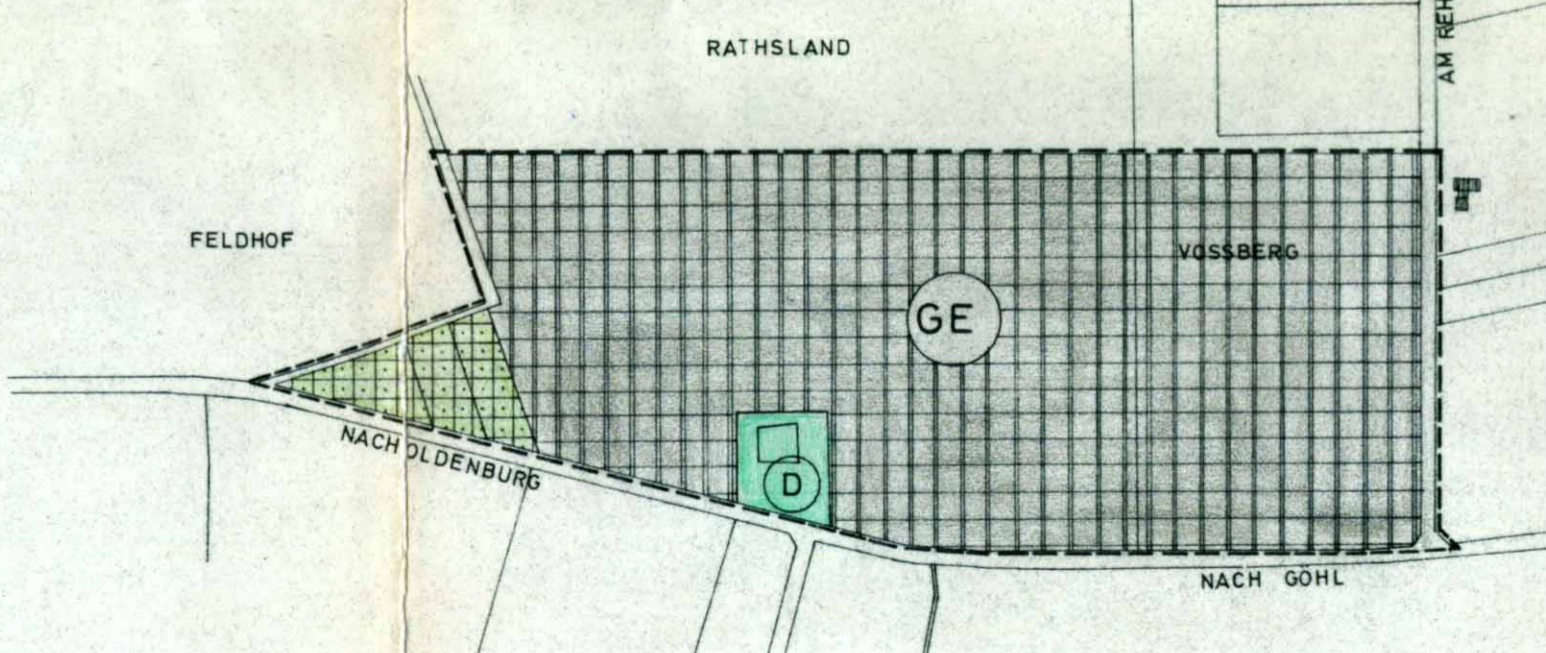 RATHSLAND
AM REH
FELDHOF
VOSSBERG
GE
D
NACH OLDENBURG
NACH GÖHL